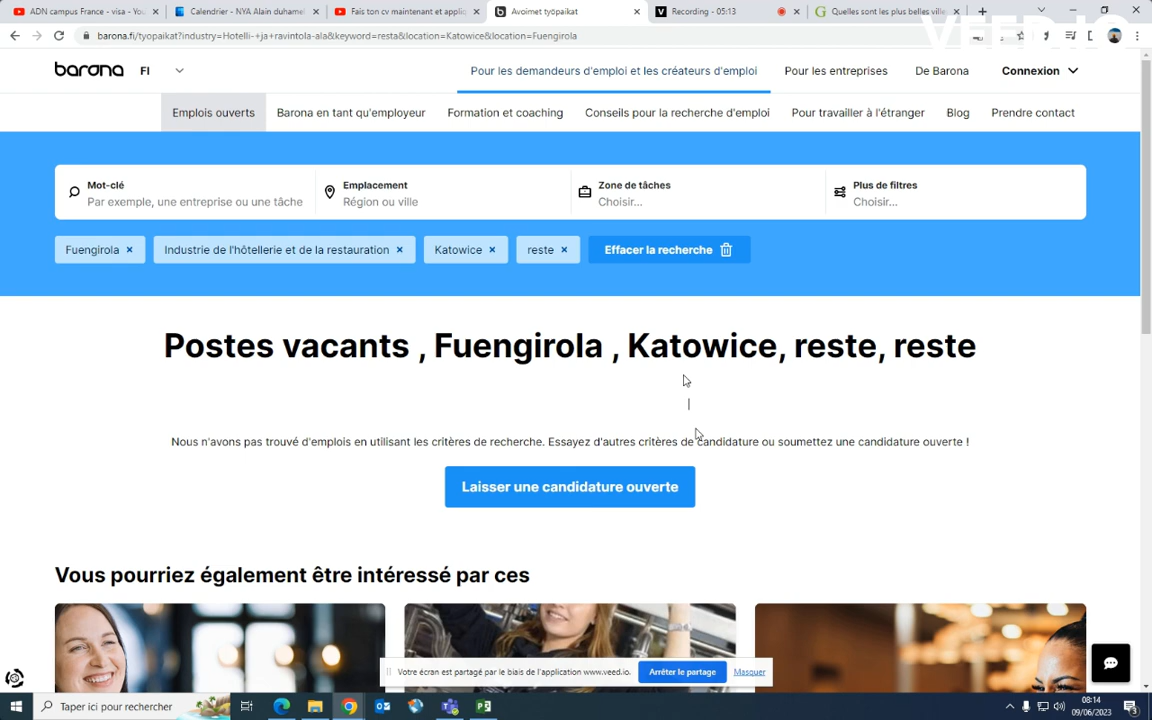 ADN campus France - visa - You
Calendrier - NYA Alain duhamel
Fais ton cv maintenant et appliq
Avoimet työpaikat
Recording - 05:13
Quelles sont les plus belles ville
VEED.IO
barona.fi/tyopaikat?industry=Hotelli-+ja+ravintola-ala&keyword=resta&location=Katowice&location=Fuengirola
barona
FI
Pour les demandeurs d'emploi et les créateurs d'emploi
Pour les entreprises
De Barona
Connexion
Emplois ouverts
Barona en tant qu'employeur
Formation et coaching
Conseils pour la recherche d'emploi
Pour travailler à l'étranger
Blog
Prendre contact
Mot-clé
Par exemple, une entreprise ou une tâche
Emplacement
Région ou ville
Zone de tâches
Choisir...
Plus de filtres
Choisir...
Fuengirola ×
Industrie de l'hôtellerie et de la restauration ×
Katowice ×
reste ×
Effacer la recherche
Postes vacants , Fuengirola , Katowice, reste, reste
Nous n'avons pas trouvé d'emplois en utilisant les critères de recherche. Essayez d'autres critères de candidature ou soumettez une candidature ouverte !
Laisser une candidature ouverte
Vous pourriez également être intéressé par ces
Votre écran est partagé par le biais de l'application www.veed.io.
Arrêter le partage
Masquer
Taper ici pour rechercher
08:14
09/06/2023
3